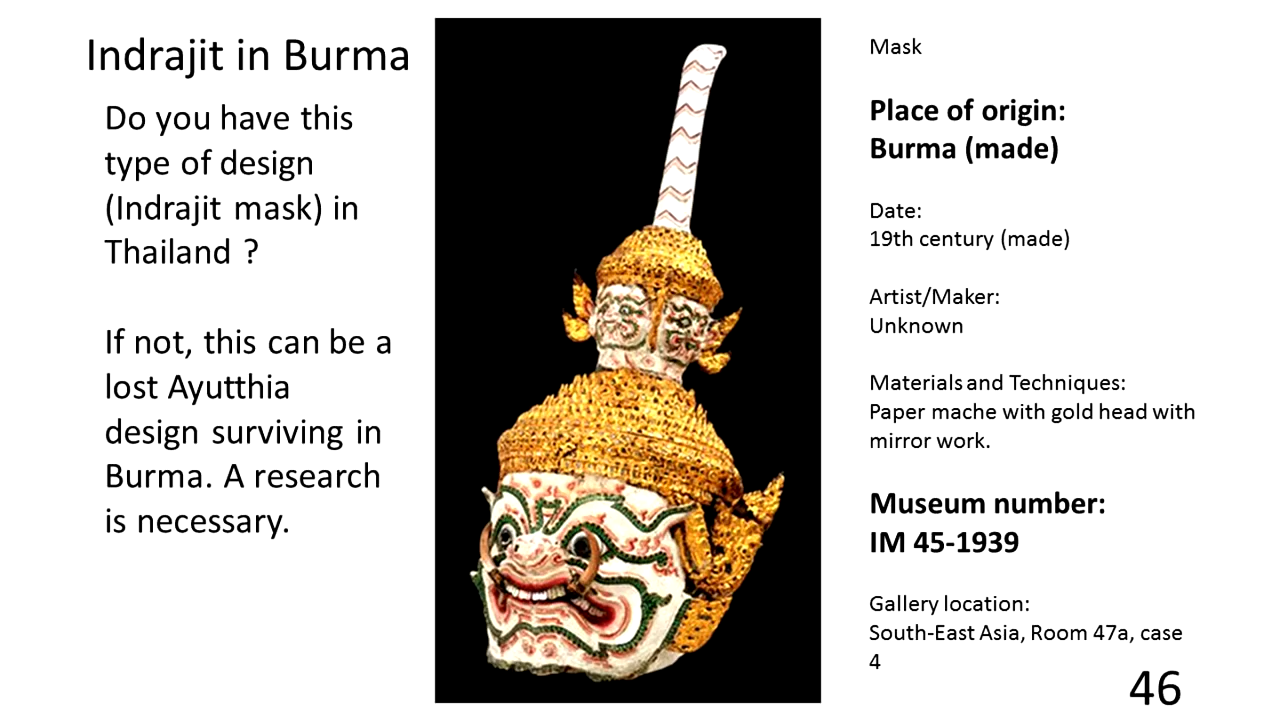 Indrajit in Burma
Do you have this
type of design
(Indrajit mask) in
Thailand ?
If not, this can be a
lost Ayutthia
design surviving in
Burma. A research
is necessary.
Mask
Place of origin:
Burma (made)
Date:
19th century (made)
Artist/Maker:
Unknown
Materials and Techniques:
Paper mache with gold head with
mirror work.
Museum number:
IM 45-1939
Gallery location:
South-East Asia, Room 47a, case
4
46